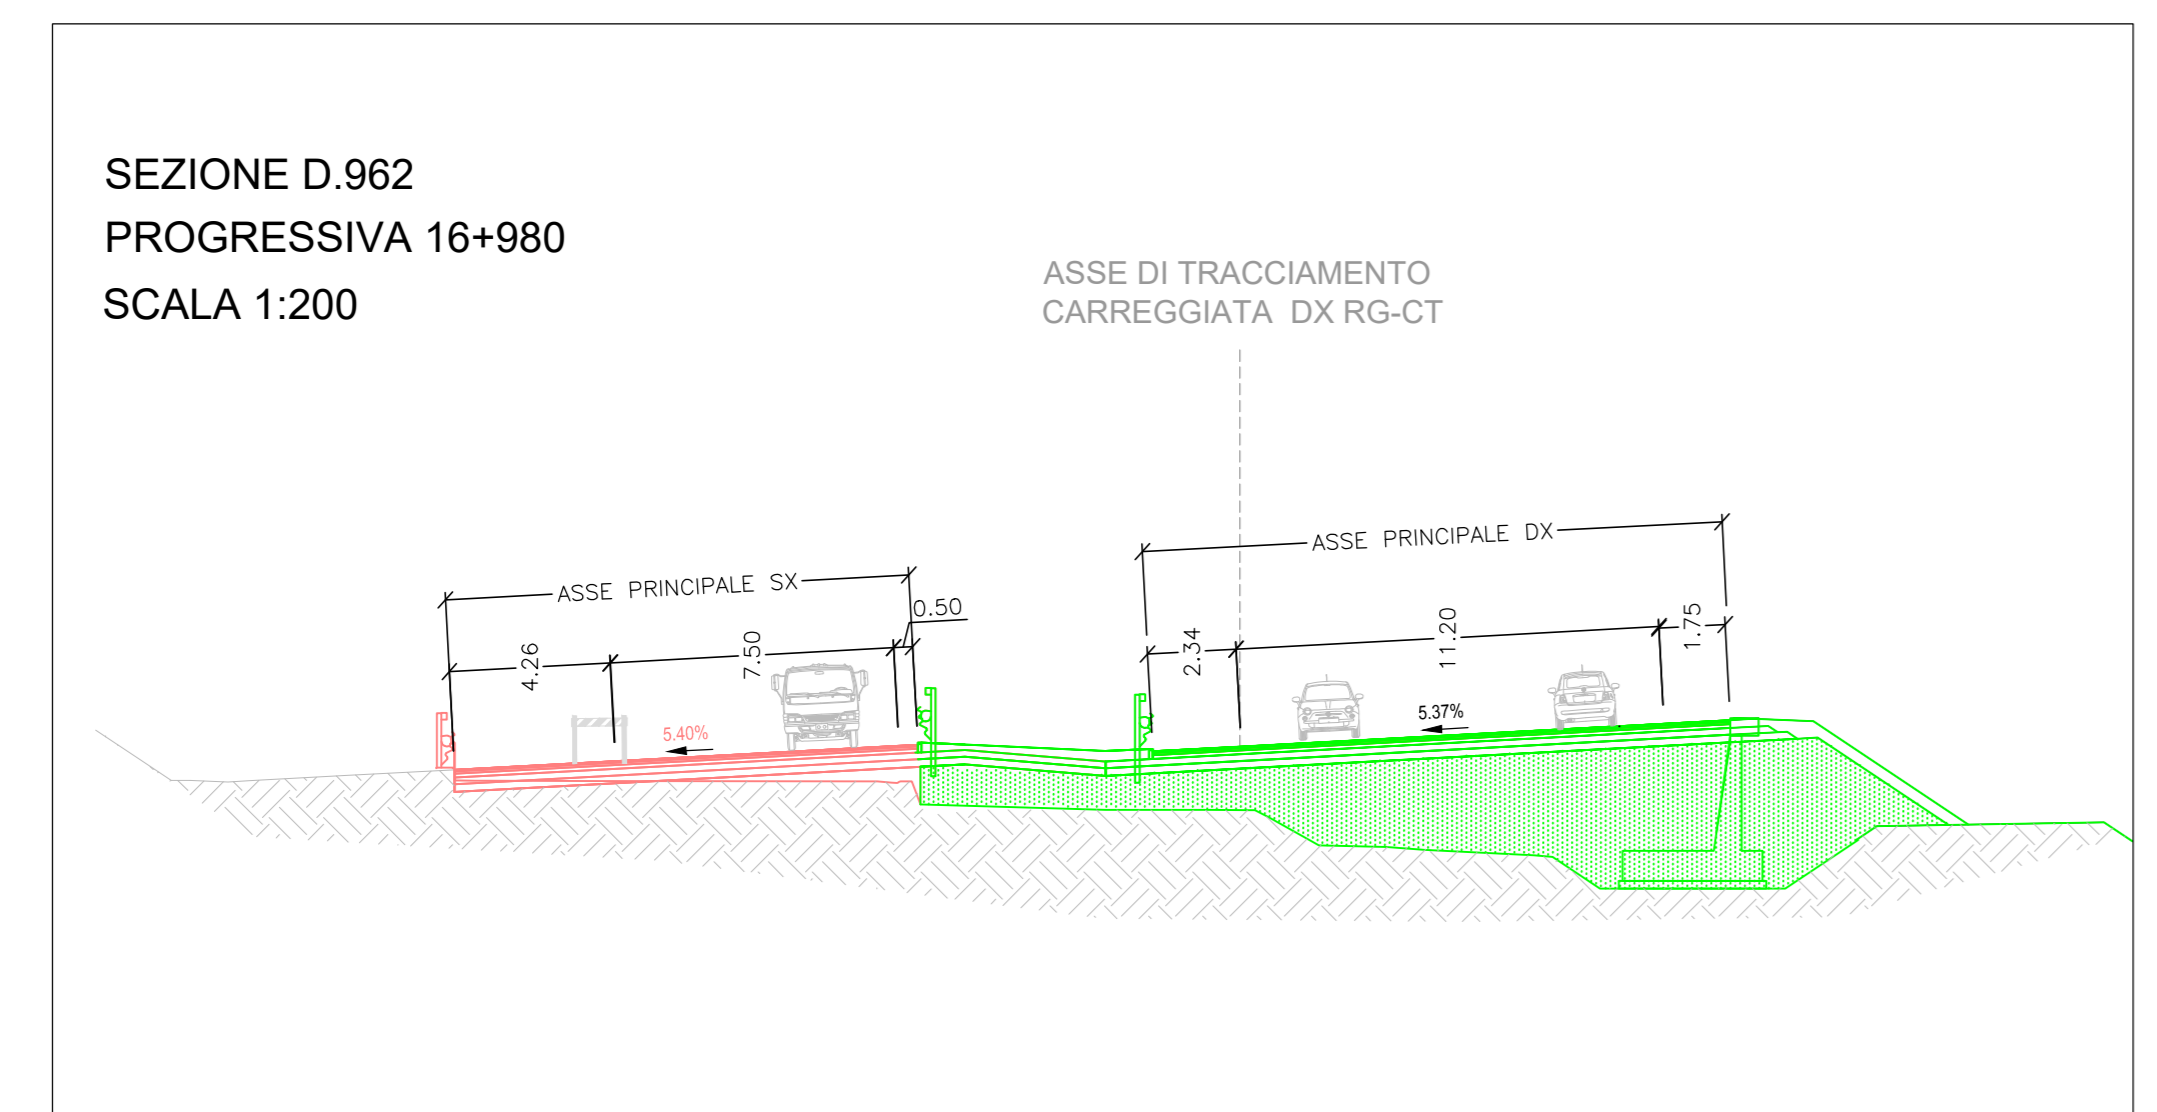 SEZIONE D.962
PROGRESSIVA 16+980
SCALA 1:200
ASSE DI TRACCIAMENTO
CARREGGIATA DX RG-CT
ASSE PRINCIPALE SX
0.50
4.26
7.50
5.40%
ASSE PRINCIPALE DX
2.34
11.20
1.75
5.37%